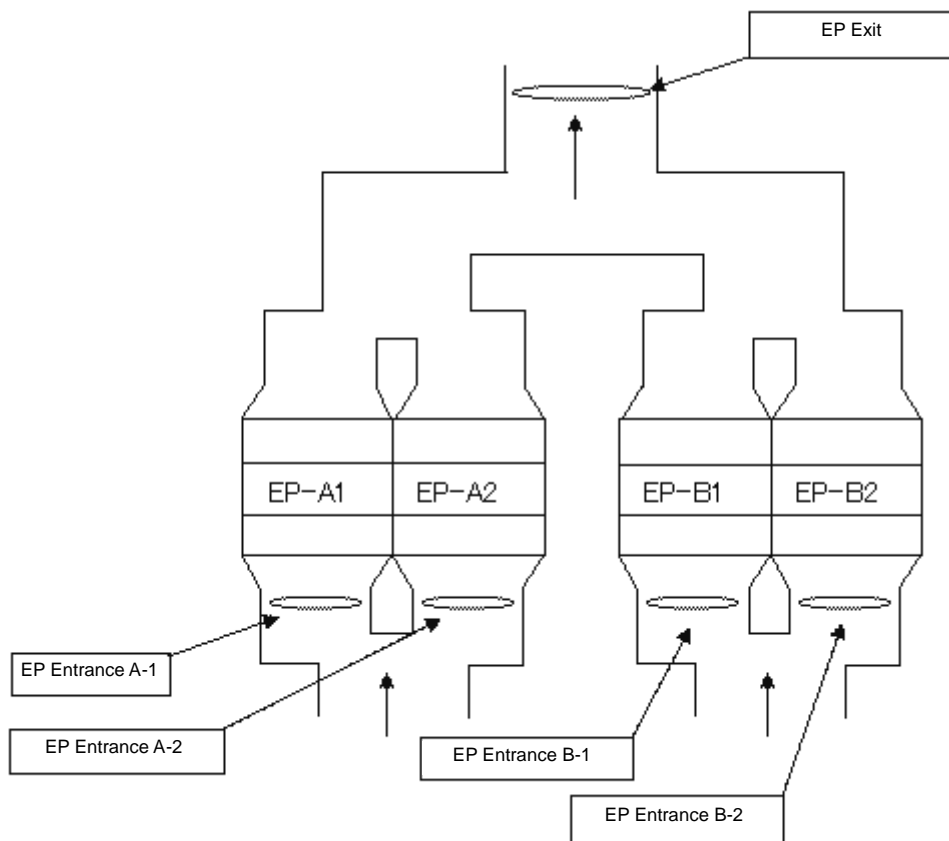 EP Exit
EP-A1
EP-A2
EP-B1
EP-B2
EP Entrance A-1
EP Entrance A-2
EP Entrance B-1
EP Entrance B-2